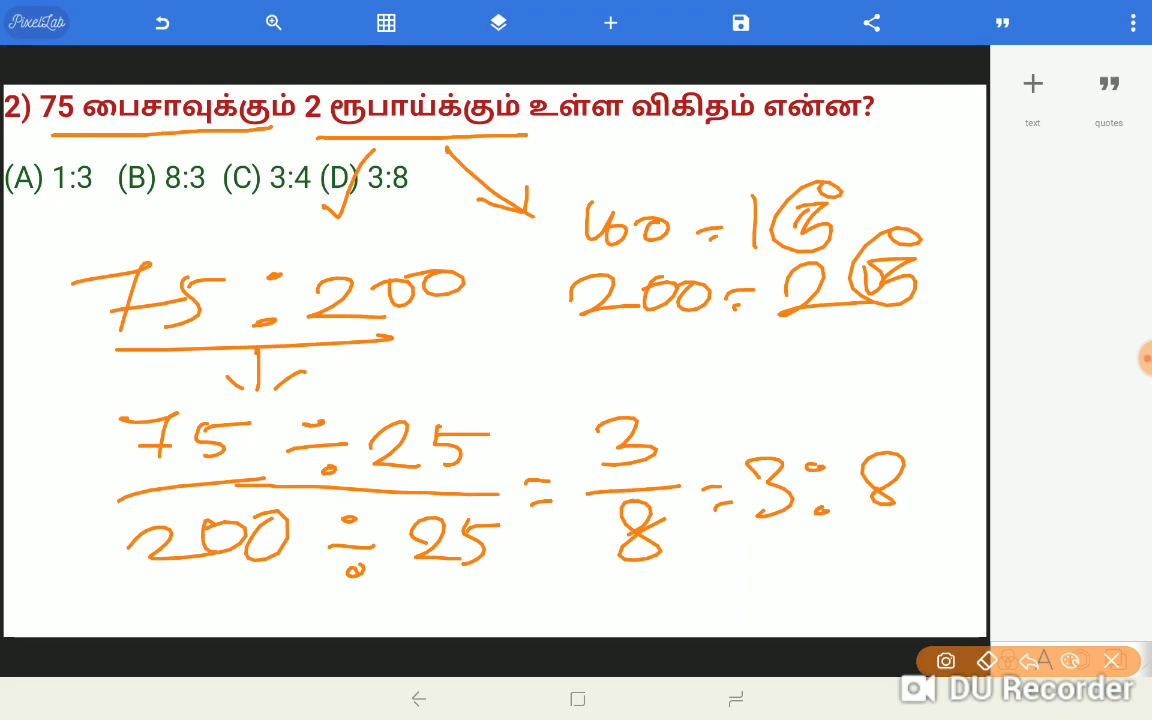 PixelLab
2) 75 பைசாவுக்கும் 2 ரூபாய்க்கும் உள்ள விகிதம் என்ன?
text
quotes
(A) 1:3 (B) 8:3 (C) 3:4 (D) 3:8
100 = 1 ரூ
75 : 200
200 = 2 ரூ
75 ÷ 25
200 ÷ 25
= 3/8 = 3 : 8
DU Recorder